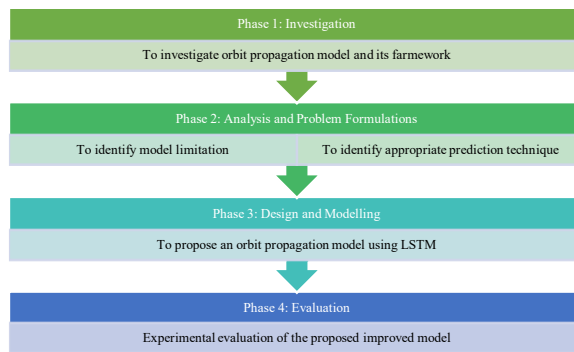 Phase 1: Investigation
To investigate orbit propagation model and its farmework
Phase 2: Analysis and Problem Formulations
To identify model limitation
To identify appropriate prediction technique
Phase 3: Design and Modelling
To propose an orbit propagation model using LSTM
Phase 4: Evaluation
Experimental evaluation of the proposed improved model